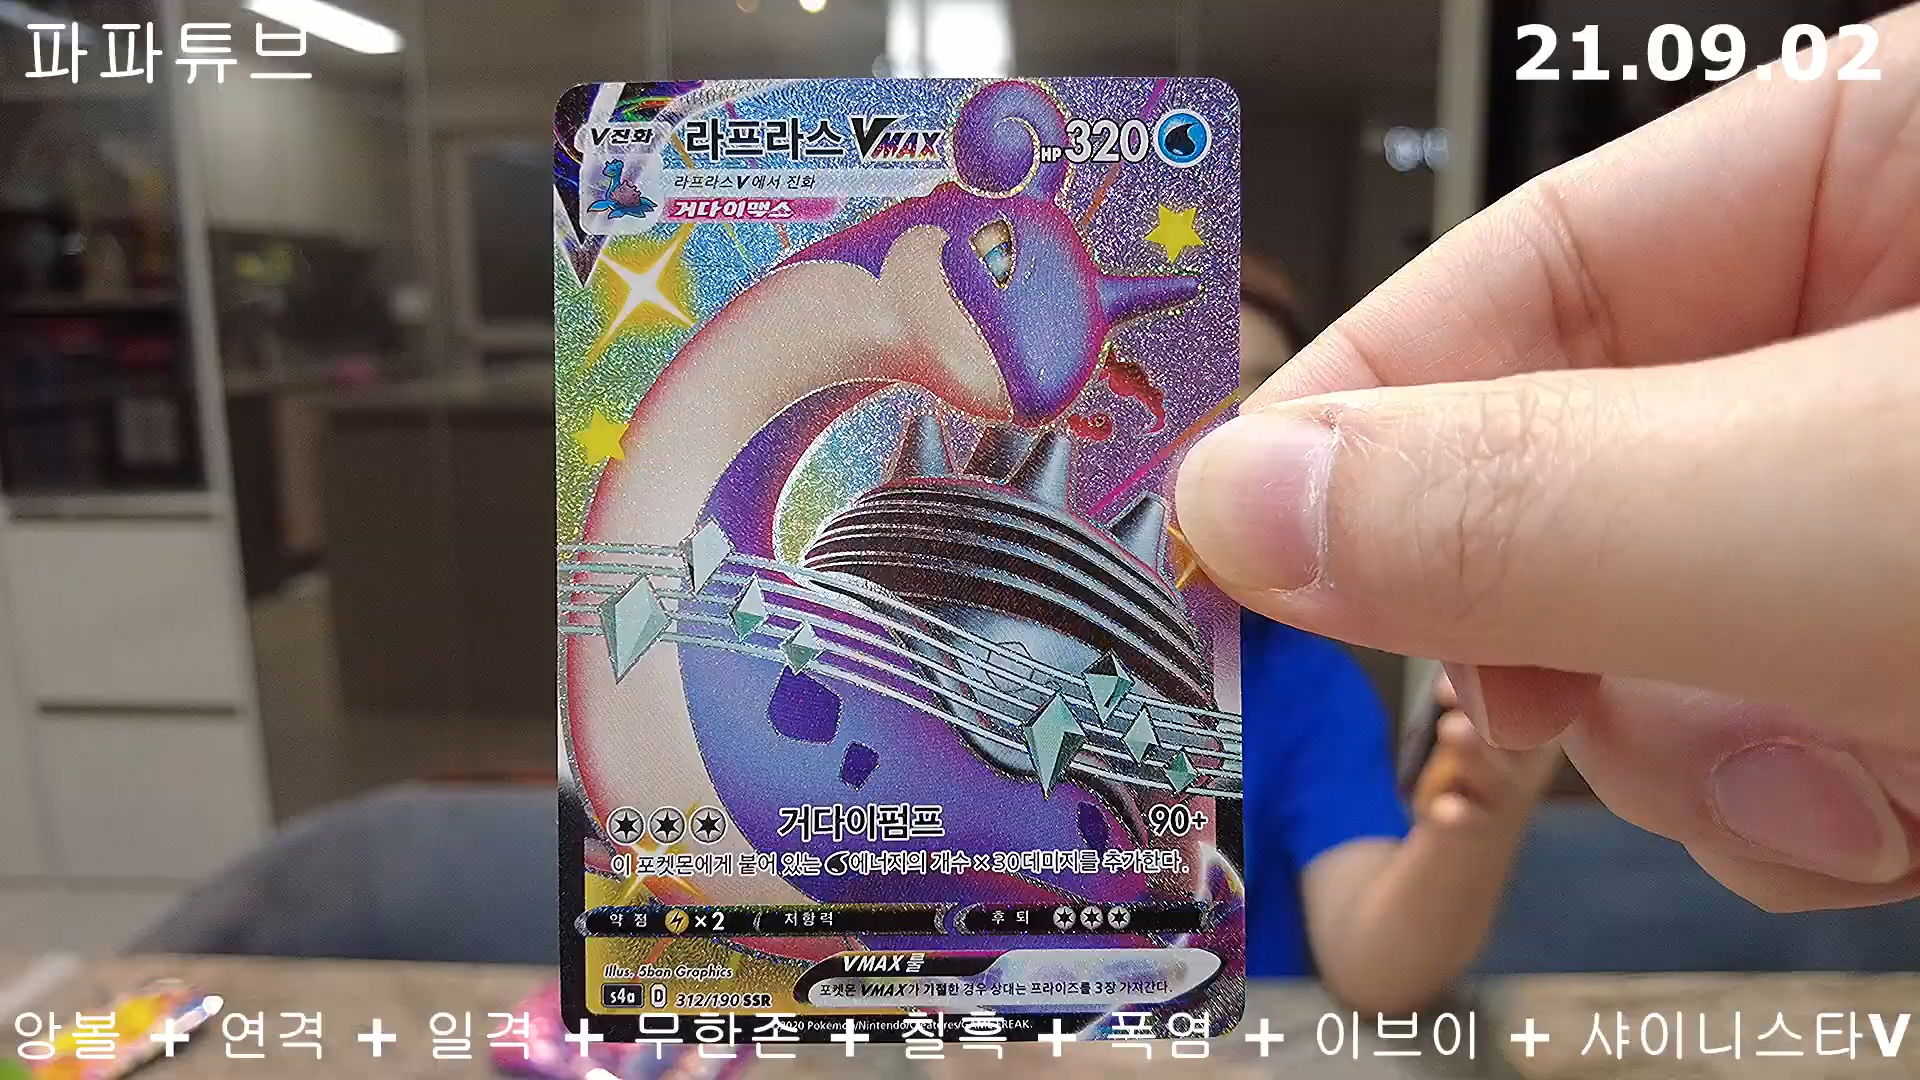 파파튜브
21.09.02
V진화 라프라스VMAX HP320
라프라스V에서 진화
거다이맥스
거다이펌프 90+
이 포켓몬에게 붙어 있는 에너지의 개수×30데미지를 추가한다.
약점 ×2 저항력 후퇴
Illus. 5ban Graphics
VMAX룰
포켓몬VMAX가 기절한 경우 상대는 프라이즈를 3장 가져간다.
s4a D 312/190 SSR
©2020 Pokémon/Nintendo/Creatures/GAME FREAK.
앙볼 + 연격 + 일격 + 무한존 + 칠흑 + 폭염 + 이브이 + 샤이니스타V